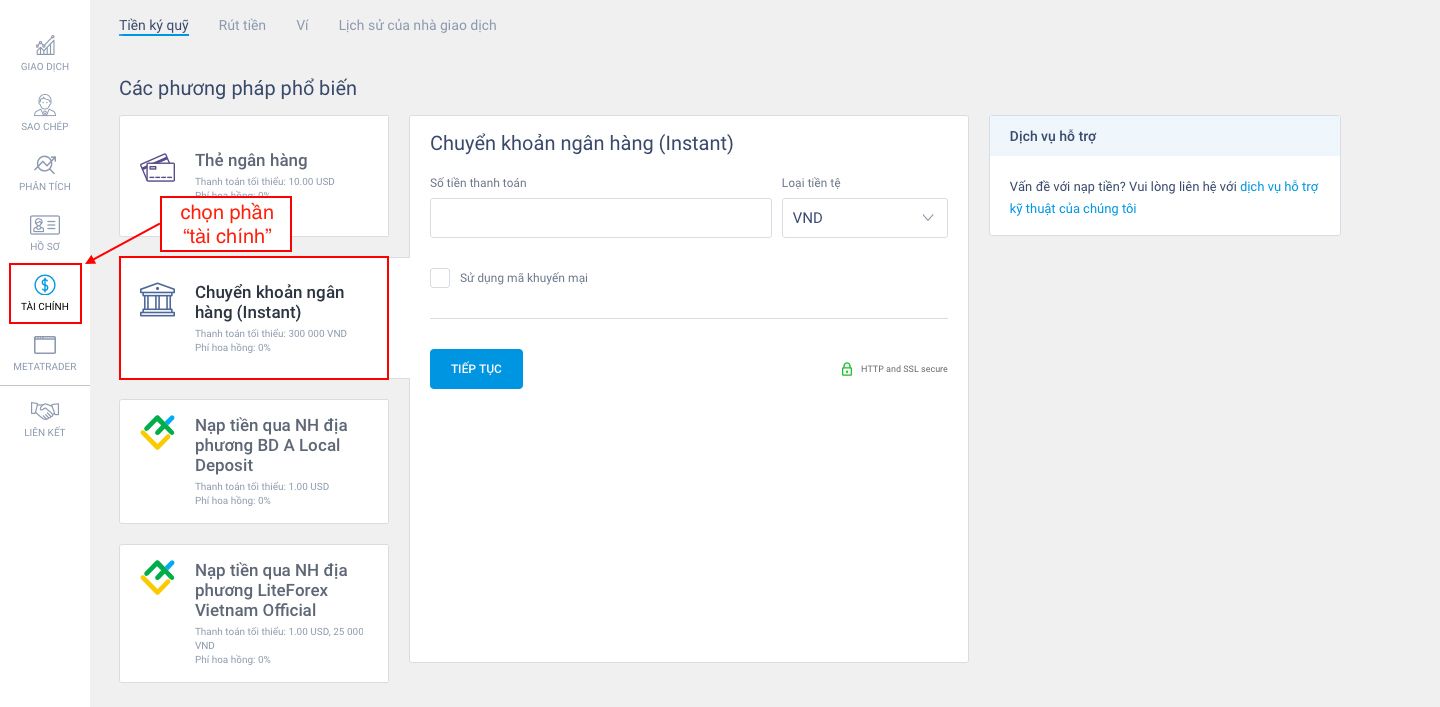 Tiền ký quỹ
Rút tiền
Ví
Lịch sử của nhà giao dịch
GIAO DỊCH
SAO CHÉP
PHÂN TÍCH
HỒ SƠ
TÀI CHÍNH
METATRADER
LIÊN KẾT
Các phương pháp phổ biến
Thẻ ngân hàng
Thanh toán tối thiểu: 10.00 USD
Phí hoa hồng: 0%
chọn phần
“tài chính”
Chuyển khoản ngân
hàng (Instant)
Thanh toán tối thiểu: 300 000 VND
Phí hoa hồng: 0%
Nạp tiền qua NH địa
phương BD A Local
Deposit
Thanh toán tối thiểu: 1.00 USD
Phí hoa hồng: 0%
Nạp tiền qua NH địa
phương LiteForex
Vietnam Official
Thanh toán tối thiểu: 1.00 USD, 25 000
VND
Phí hoa hồng: 0%
Chuyển khoản ngân hàng (Instant)
Số tiền thanh toán
Loại tiền tệ
VND
Sử dụng mã khuyến mại
TIẾP TỤC
HTTP and SSL secure
Dịch vụ hỗ trợ
Vấn đề với nạp tiền? Vui lòng liên hệ với dịch vụ hỗ trợ
kỹ thuật của chúng tôi